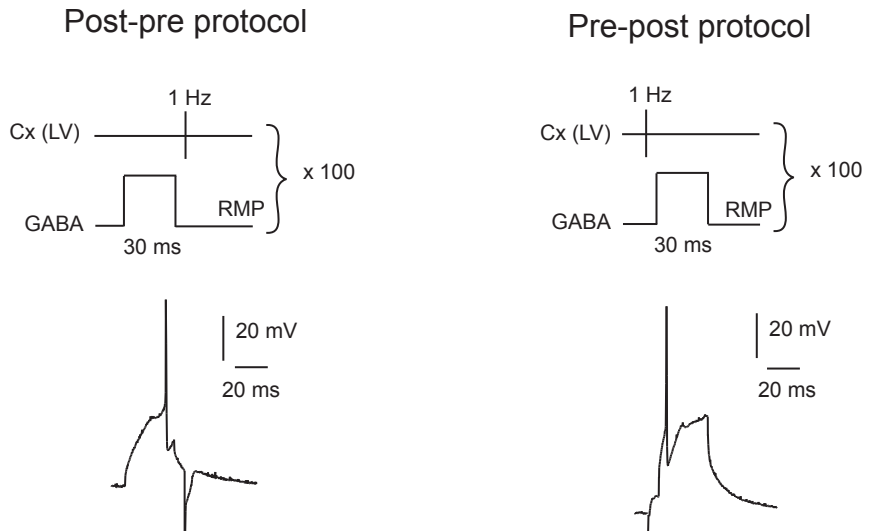 Post-pre protocol
1 Hz
Cx (LV)
x 100
RMP
GABA
30 ms
20 mV
20 ms
Pre-post protocol
1 Hz
Cx (LV)
x 100
RMP
GABA
30 ms
20 mV
20 ms